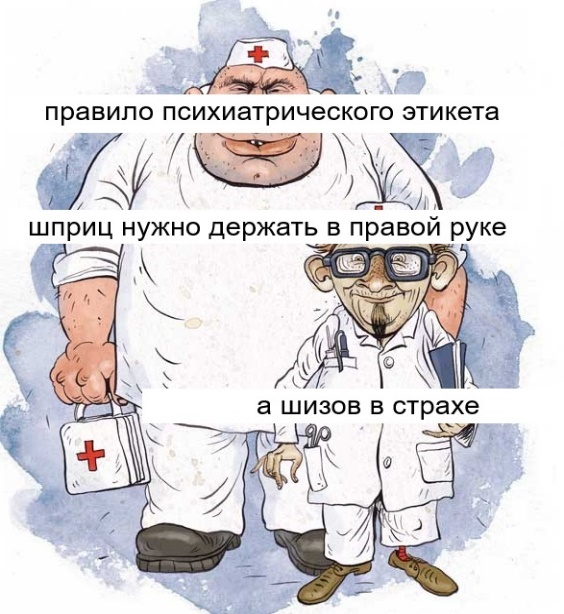 правило психиатрического этикета
шприц нужно держать в правой руке
а шизов в страхе